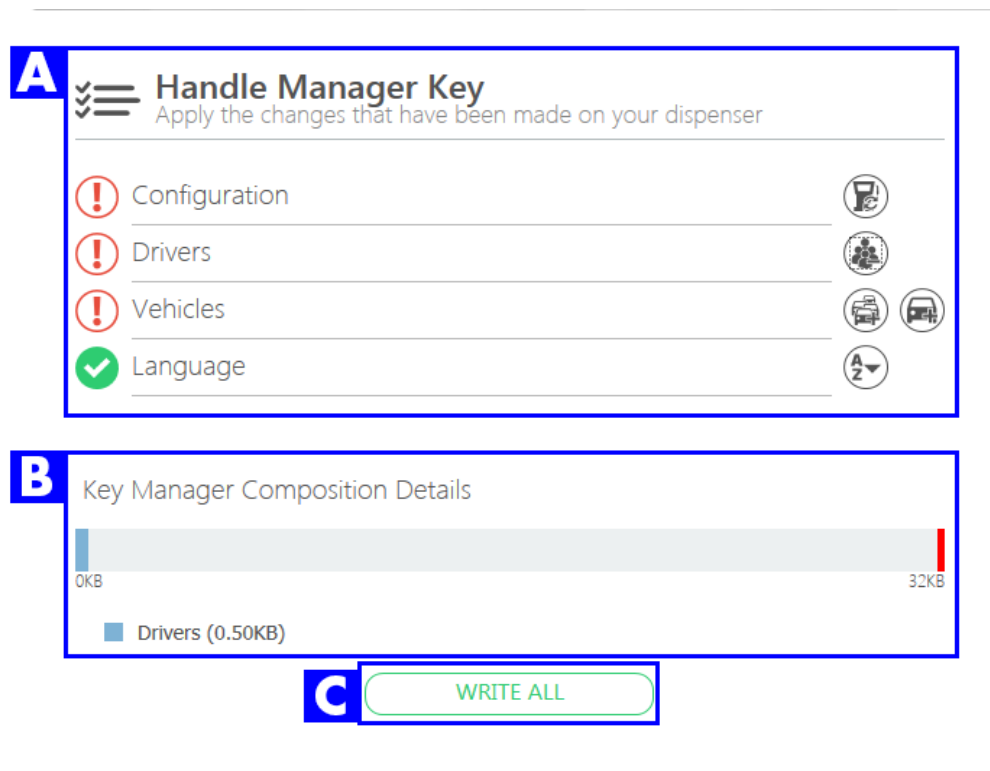 A
Handle Manager Key
Apply the changes that have been made on your dispenser
Configuration
Drivers
Vehicles
Language
A
Z
B
Key Manager Composition Details
0KB 32KB
Drivers (0.50KB)
C WRITE ALL